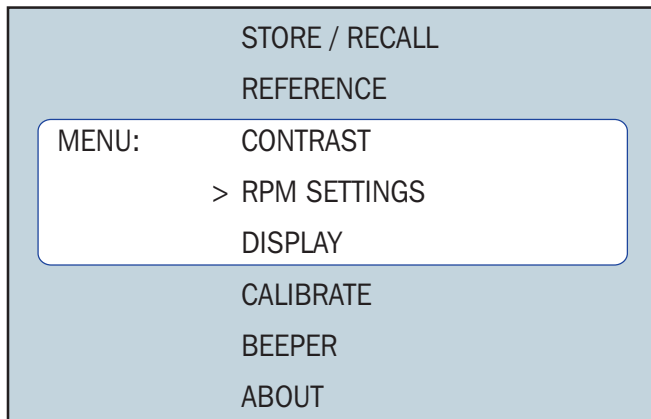 STORE / RECALL
REFERENCE
MENU: CONTRAST
> RPM SETTINGS
DISPLAY
CALIBRATE
BEEPER
ABOUT